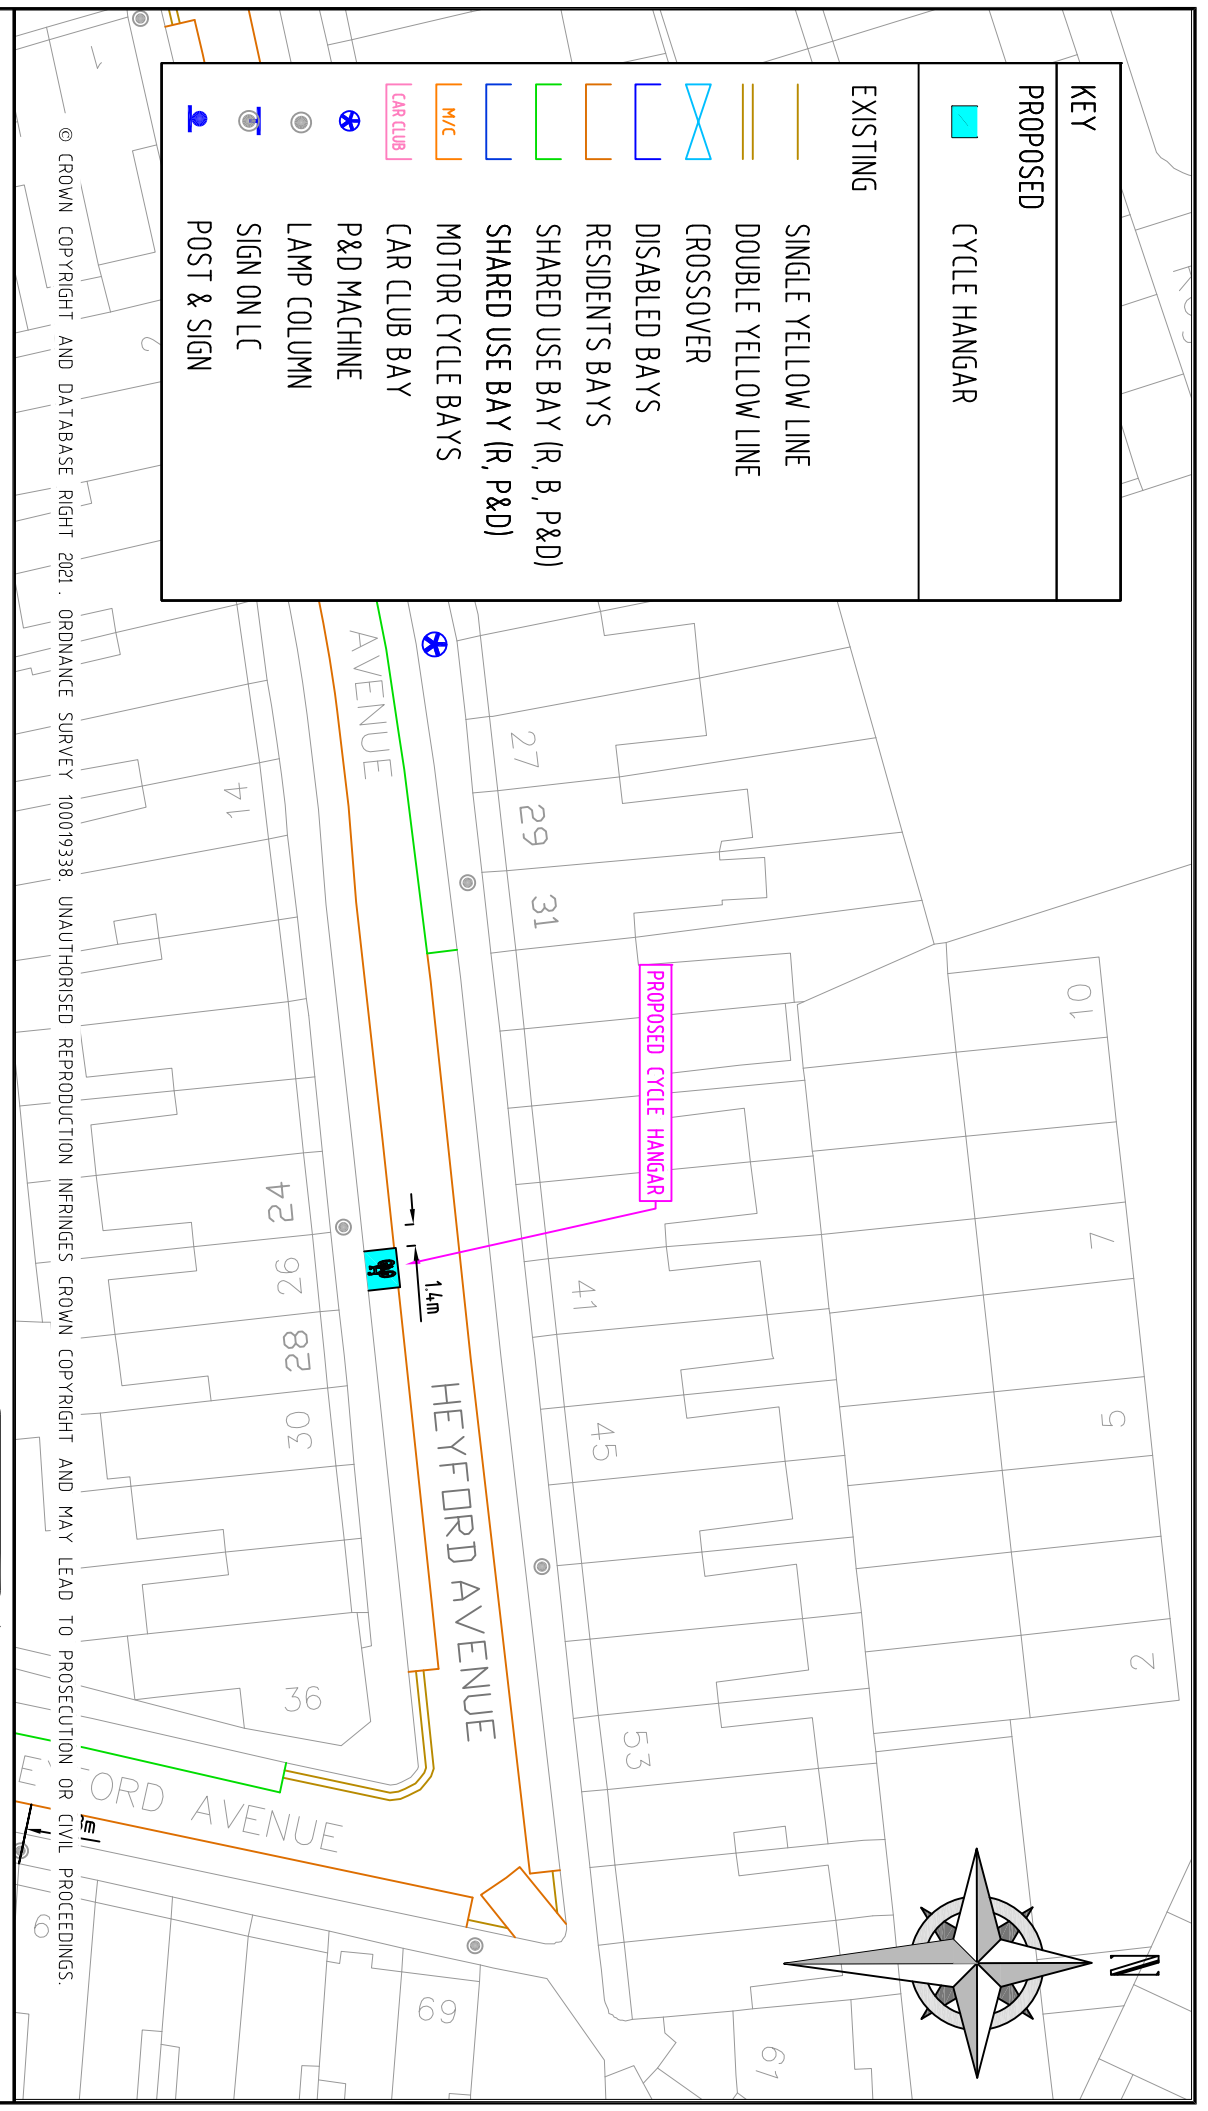 KEY
PROPOSED
CYCLE HANGAR
EXISTING
SINGLE YELLOW LINE
DOUBLE YELLOW LINE
CROSSOVER
DISABLED BAYS
RESIDENTS BAYS
SHARED USE BAY (R, B, P&D)
SHARED USE BAY (R, P&D)
M/C MOTOR CYCLE BAYS
CAR CLUB CAR CLUB BAY
P&D MACHINE
LAMP COLUMN
SIGN ON LC
POST & SIGN
N
10
7
5
2
PROPOSED CYCLE HANGAR
27
29
31
41
45
53
61
AVENUE
1.4m
HEYFORD AVENUE
14
24
26
28
30
36
69
AVENUE
6
1
2
© CROWN COPYRIGHT AND DATABASE RIGHT 2021. ORDNANCE SURVEY 100019338. UNAUTHORISED REPRODUCTION INFRINGES CROWN COPYRIGHT AND MAY LEAD TO PROSECUTION OR CIVIL PROCEEDINGS.